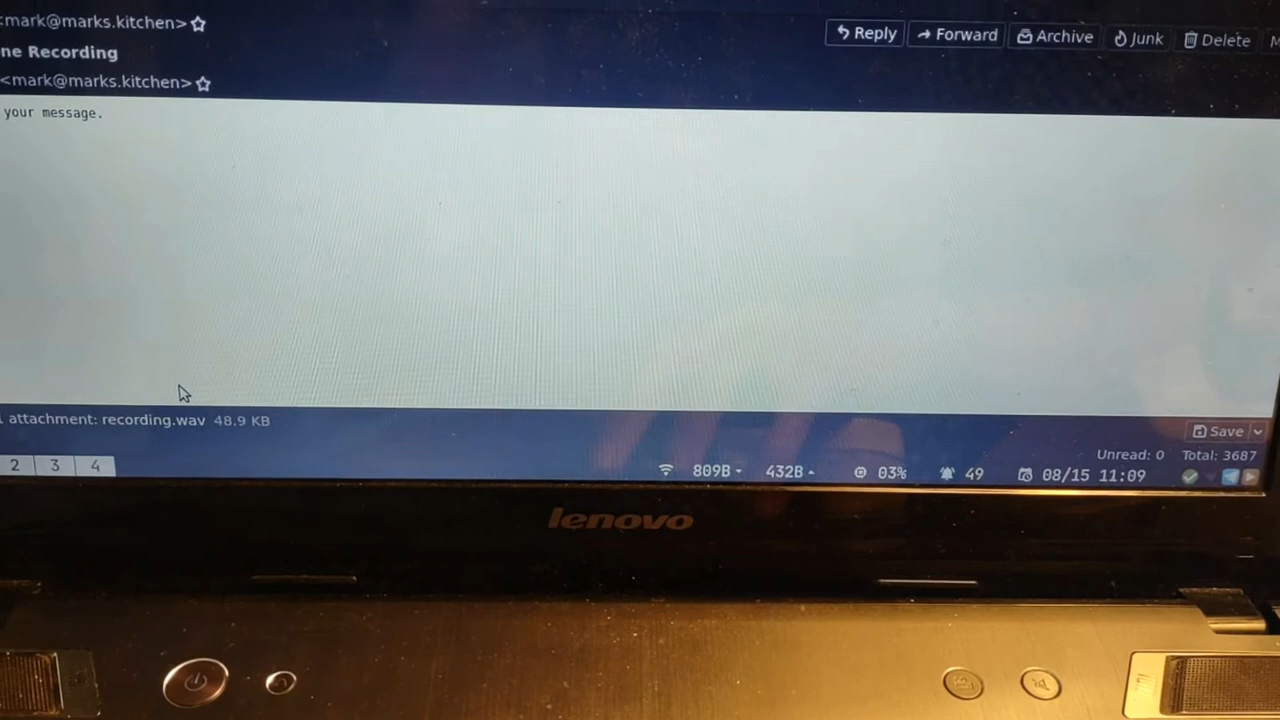 <mark@marks.kitchen>
Reply Forward Archive Junk Delete
ne Recording
<mark@marks.kitchen>
your message.
attachment: recording.wav 48.9 KB
Save
Unread: 0 Total: 3687
2 3 4
809B 432B 03% 49 08/15 11:09
lenovo